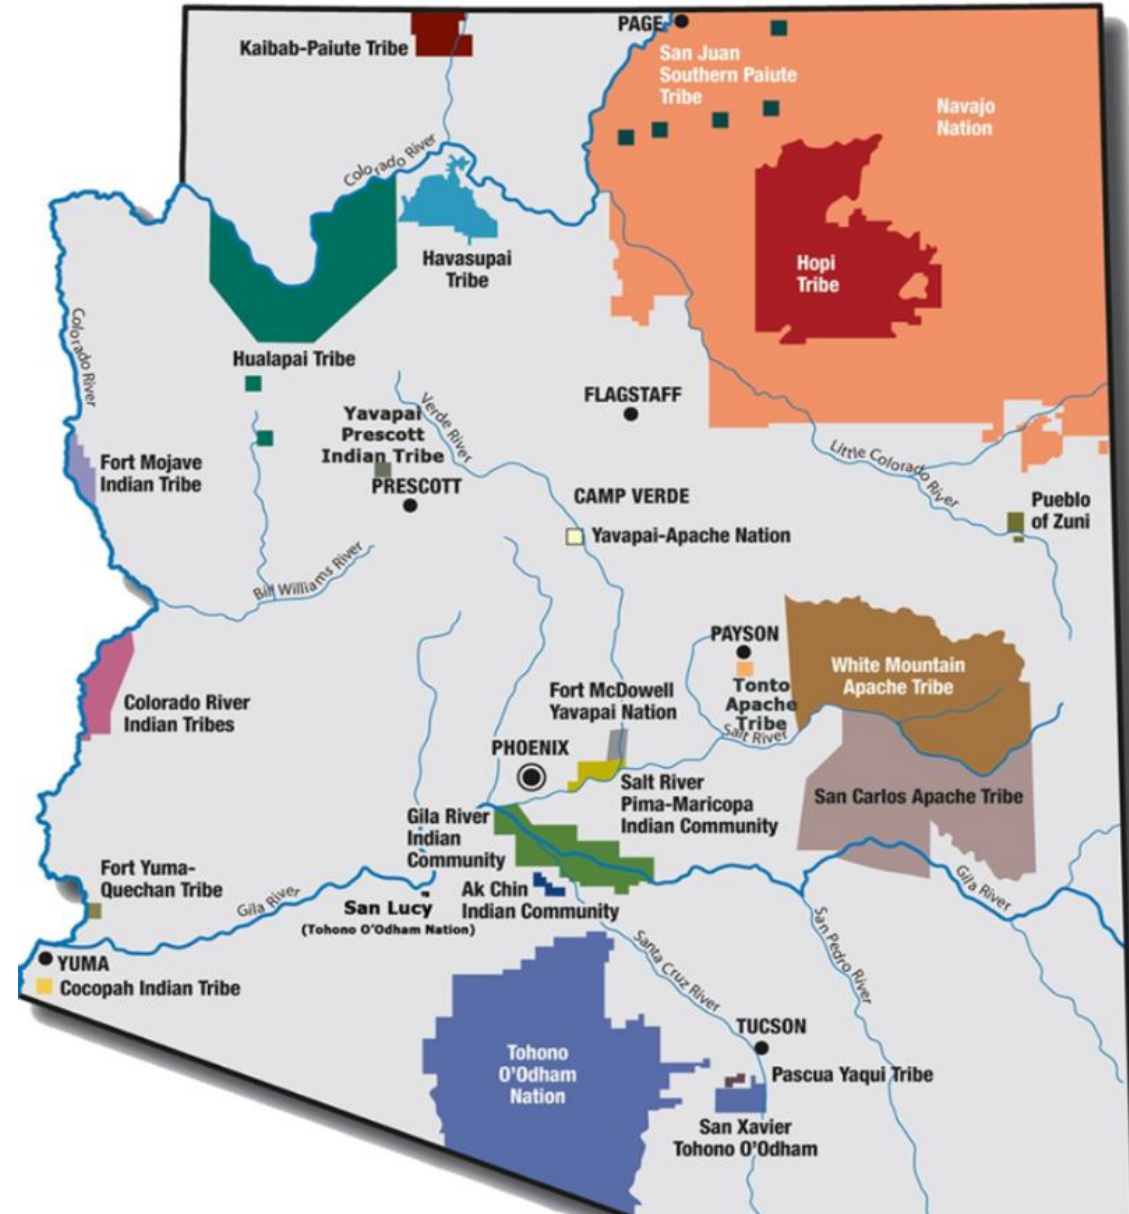 PAGE
Kaibab-Paiute Tribe
San Juan
Southern Paiute
Tribe
Navajo
Nation
Colorado River
Havasupai
Tribe
Hopi
Tribe
Colorado River
Hualapai Tribe
FLAGSTAFF
Yavapai
Prescott
Indian Tribe
Verde River
PRESCOTT
Fort Mojave
Indian Tribe
Little Colorado River
CAMP VERDE
Pueblo
of Zuni
Yavapai-Apache Nation
Bill Williams River
PAYSON
White Mountain
Apache Tribe
Tonto
Apache
Tribe
Salt River
Fort McDowell
Yavapai Nation
Colorado River
Indian Tribes
PHOENIX
Salt River
Pima-Maricopa
Indian Community
San Carlos Apache Tribe
Gila River
Indian
Community
Fort Yuma-
Quechan Tribe
Gila River
Ak Chin
Indian Community
San Lucy
(Tohono O'Odham Nation)
Gila River
San Pedro River
Santa Cruz River
YUMA
Cocopah Indian Tribe
TUCSON
Tohono
O'Odham
Nation
Pascua Yaqui Tribe
San Xavier
Tohono O'Odham